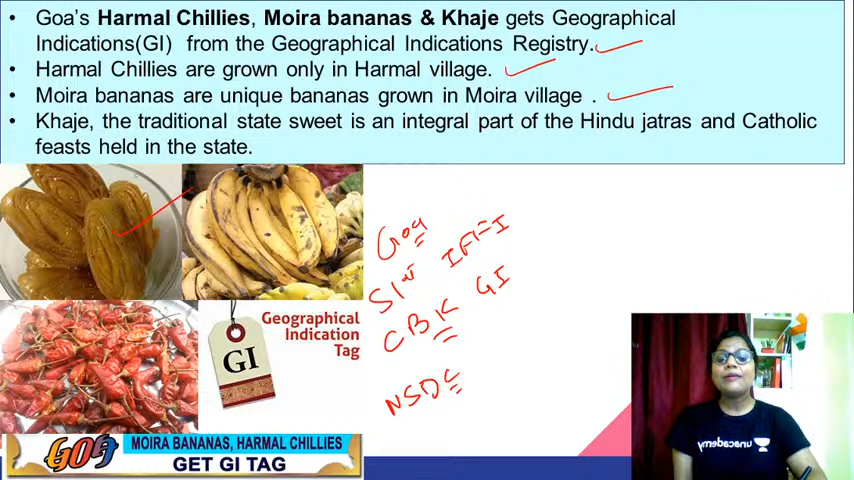 • Goa's Harmal Chillies, Moira bananas & Khaje gets Geographical
Indications(GI) from the Geographical Indications Registry.
• Harmal Chillies are grown only in Harmal village.
• Moira bananas are unique bananas grown in Moira village .
• Khaje, the traditional state sweet is an integral part of the Hindu jatras and Catholic
feasts held in the state.
Goa
IFFI
GI
CBK
NSDC
Geographical
Indication
Tag
GI
unacademy
GOA
MOIRA BANANAS, HARMAL CHILLIES
GET GI TAG